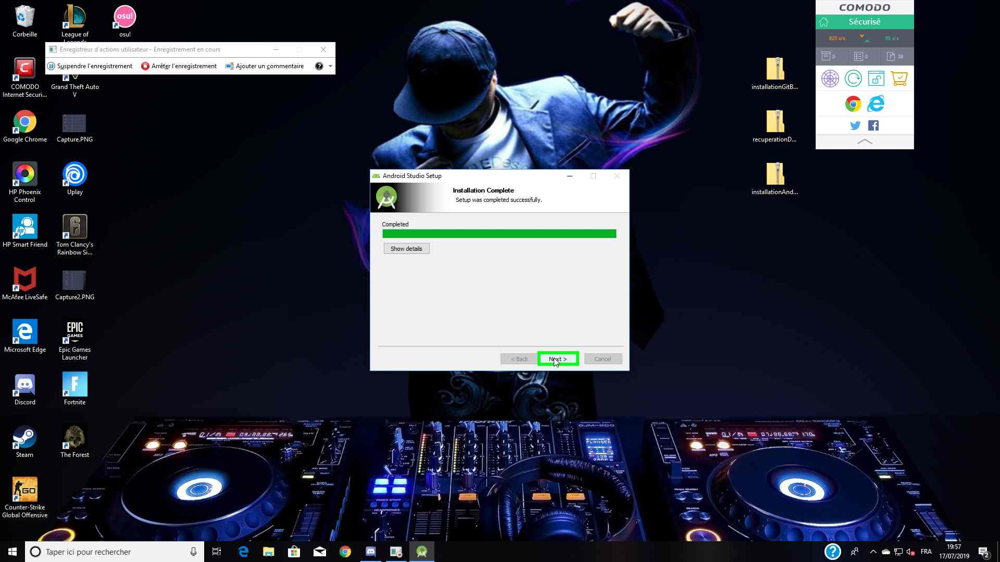 Corbeille
League of
Legends
osu!
osu!
Enregistreur d'actions utilisateur - Enregistrement en cours
Suspendre l'enregistrement
Arrêter l'enregistrement
Ajouter un commentaire
COMODO
Internet Securi...
Grand Theft Auto
V
Google Chrome
Capture.PNG
HP Phoenix
Control
Uplay
HP Smart Friend
Tom Clancy's
Rainbow Si...
McAfee LiveSafe
Capture2.PNG
Microsoft Edge
EPIC
GAMES
Epic Games
Launcher
Discord
Fortnite
Steam
The Forest
GO
Counter-Strike
Global Offensive
installationGitB...
recuperationD...
installationAnd...
COMODO
Sécurisé
620 o/s
66 o/s
0
0
38
Android Studio Setup
Installation Complete
Setup was completed successfully.
Completed
Show details
< Back
Next >
Cancel
Taper ici pour rechercher
FRA
19:57
17/07/2019
2